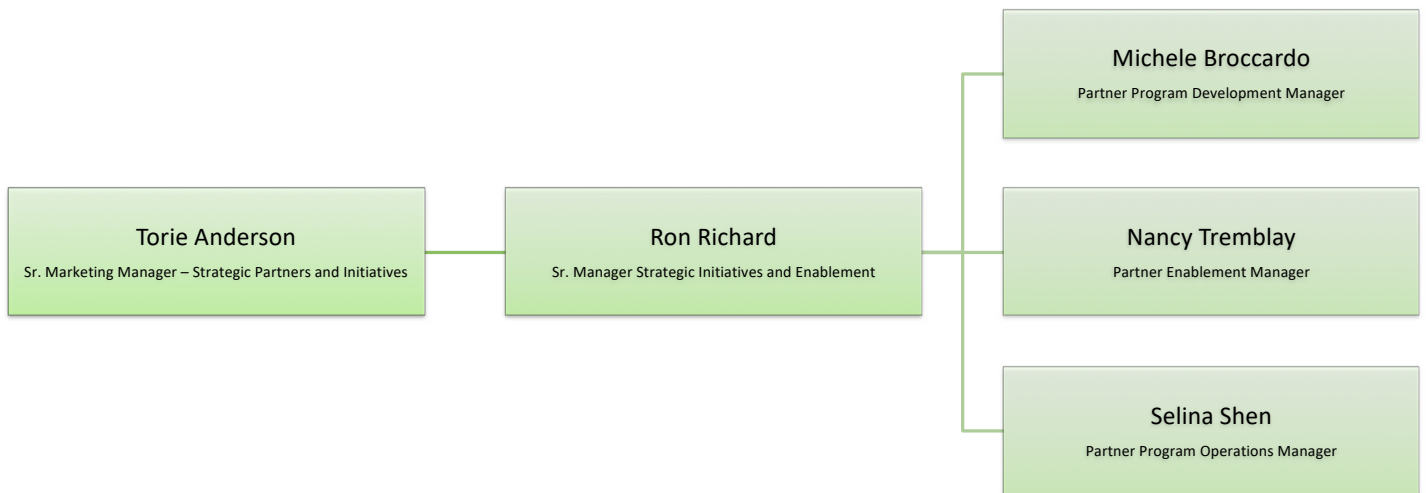 Michele Broccardo
Partner Program Development Manager
Torie Anderson
Sr. Marketing Manager – Strategic Partners and Initiatives
Ron Richard
Sr. Manager Strategic Initiatives and Enablement
Nancy Tremblay
Partner Enablement Manager
Selina Shen
Partner Program Operations Manager